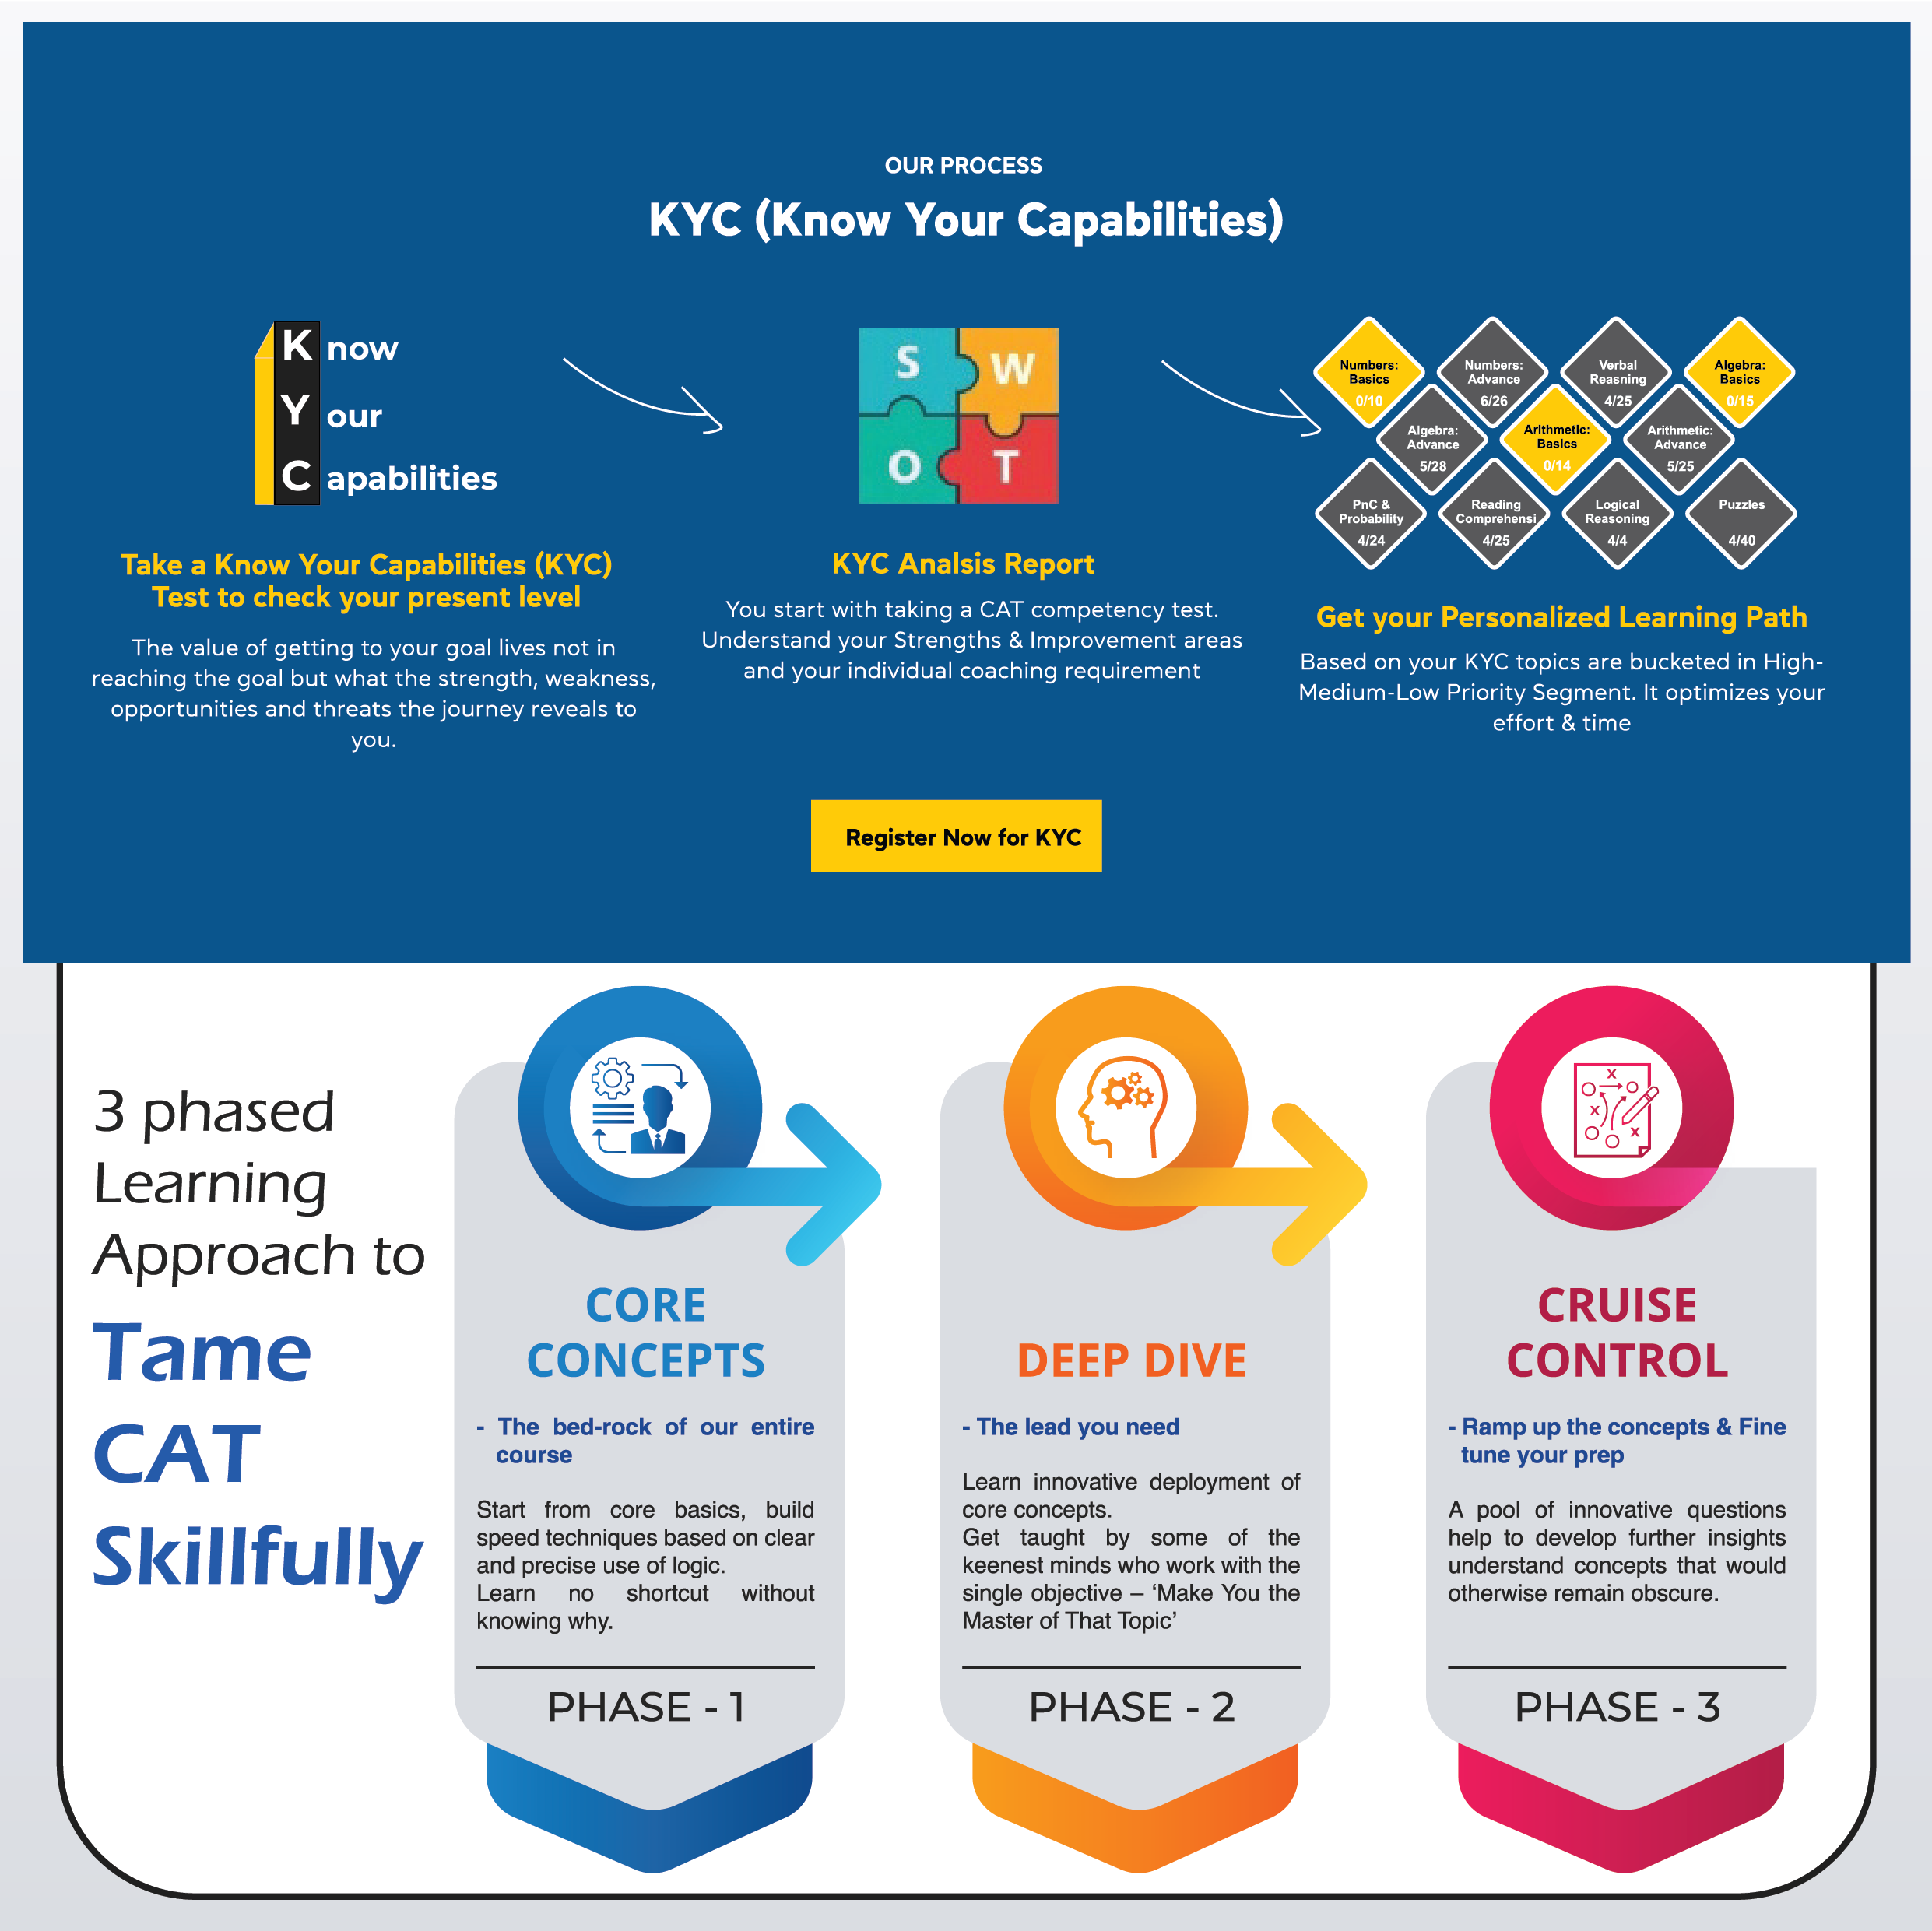 OUR PROCESS
KYC (Know Your Capabilities)
K now
Y our
C apabilities
Take a Know Your Capabilities (KYC)
Test to check your present level
The value of getting to your goal lives not in
reaching the goal but what the strength, weakness,
opportunities and threats the journey reveals to
you.
S W
O T
KYC Analsis Report
You start with taking a CAT competency test.
Understand your Strengths & Improvement areas
and your individual coaching requirement
Numbers:
Basics
0/10
Numbers:
Advance
6/26
Verbal
Reasning
4/25
Algebra:
Basics
0/15
Algebra:
Advance
5/28
Arithmetic:
Basics
0/14
Arithmetic:
Advance
5/25
PnC &
Probability
4/24
Reading
Comprehensi
4/25
Logical
Reasoning
4/4
Puzzles
4/40
Get your Personalized Learning Path
Based on your KYC topics are bucketed in High-
Medium-Low Priority Segment. It optimizes your
effort & time
Register Now for KYC
3 phased
Learning
Approach to
Tame
CAT
Skillfully
CORE
CONCEPTS
- The bed-rock of our entire
course
Start from core basics, build
speed techniques based on clear
and precise use of logic.
Learn no shortcut without
knowing why.
PHASE - 1
DEEP DIVE
- The lead you need
Learn innovative deployment of
core concepts.
Get taught by some of the
keenest minds who work with the
single objective – ‘Make You the
Master of That Topic’
PHASE - 2
CRUISE
CONTROL
- Ramp up the concepts & Fine
tune your prep
A pool of innovative questions
help to develop further insights
understand concepts that would
otherwise remain obscure.
PHASE - 3